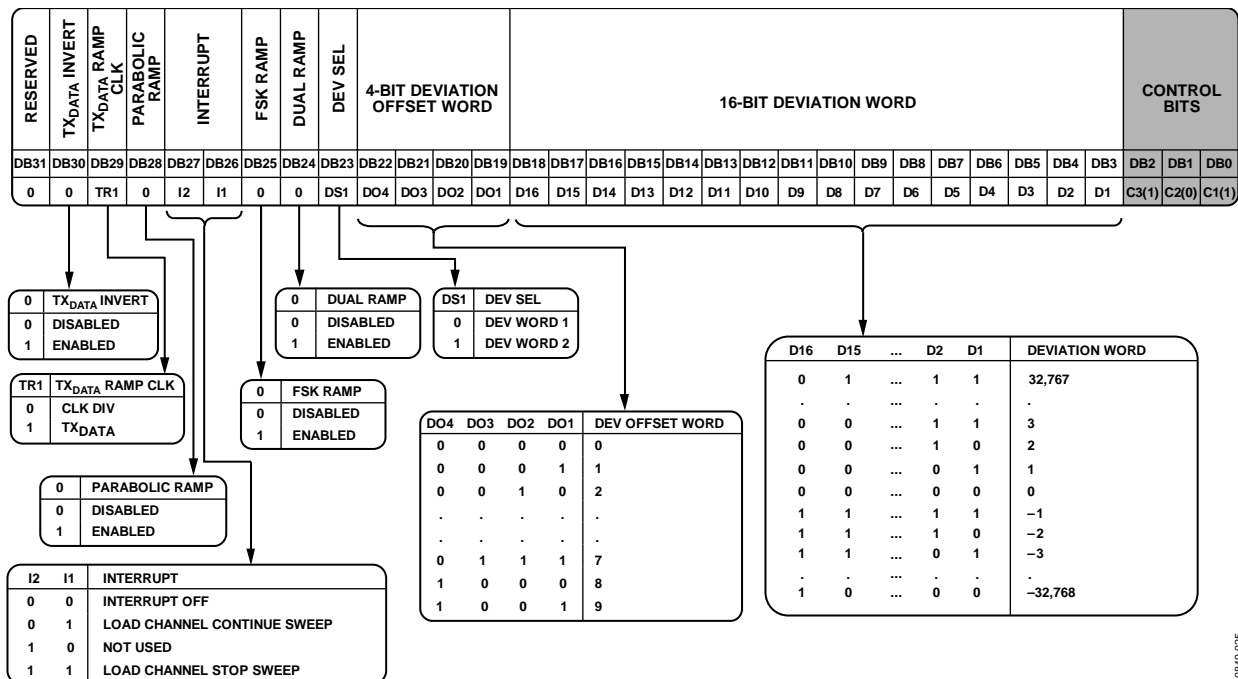 RESERVED
TXDATA INVERT
TXDATA RAMP
CLK
PARABOLIC
RAMP
INTERRUPT
FSK RAMP
DUAL RAMP
DEV SEL
4-BIT DEVIATION
OFFSET WORD
16-BIT DEVIATION WORD
CONTROL
BITS
DB31 DB30 DB29 DB28 DB27 DB26 DB25 DB24 DB23 DB22 DB21 DB20 DB19 DB18 DB17 DB16 DB15 DB14 DB13 DB12 DB11 DB10 DB9 DB8 DB7 DB6 DB5 DB4 DB3 DB2 DB1 DB0
0 0 TR1 0 I2 I1 0 0 DS1 DO4 DO3 DO2 DO1 D16 D15 D14 D13 D12 D11 D10 D9 D8 D7 D6 D5 D4 D3 D2 D1 C3(1) C2(0) C1(1)
0 TXDATA INVERT
0 DISABLED
1 ENABLED
0 DUAL RAMP
0 DISABLED
1 ENABLED
DS1 DEV SEL
0 DEV WORD 1
1 DEV WORD 2
TR1 TXDATA RAMP CLK
0 CLK DIV
1 TXDATA
0 FSK RAMP
0 DISABLED
1 ENABLED
0 PARABOLIC RAMP
0 DISABLED
1 ENABLED
I2 I1 INTERRUPT
0 0 INTERRUPT OFF
0 1 LOAD CHANNEL CONTINUE SWEEP
1 0 NOT USED
1 1 LOAD CHANNEL STOP SWEEP
DO4 DO3 DO2 DO1 DEV OFFSET WORD
0 0 0 0 0
0 0 0 1 1
0 0 1 0 2
. . . . .
. . . . .
0 1 1 1 7
1 0 0 0 8
1 0 0 1 9
D16 D15 ... D2 D1 DEVIATION WORD
0 1 ... 1 1 32,767
. . ... . . .
0 0 ... 1 1 3
0 0 ... 1 0 2
0 0 ... 0 1 1
0 0 ... 0 0 0
1 1 ... 1 1 –1
1 1 ... 1 0 –2
1 1 ... 0 1 –3
. . ... . . .
1 0 ... 0 0 –32,768